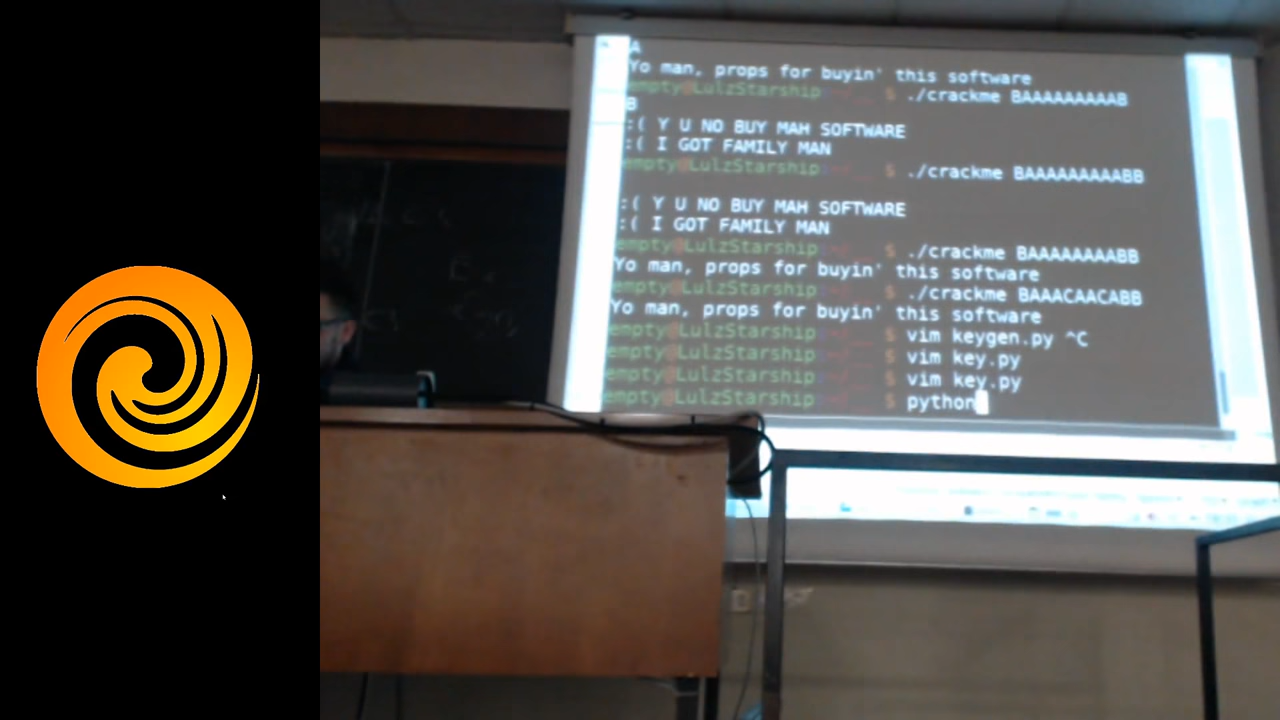 A
Yo man, props for buyin' this software
empty@LulzStarship $ ./crackme BAAAAAAAAAB
B
:( Y U NO BUY MAH SOFTWARE
:( I GOT FAMILY MAN
empty@LulzStarship $ ./crackme BAAAAAAAAABB
:( Y U NO BUY MAH SOFTWARE
:( I GOT FAMILY MAN
empty@LulzStarship $ ./crackme BAAAAAAAABB
Yo man, props for buyin' this software
empty@LulzStarship $ ./crackme BAAACAACABB
Yo man, props for buyin' this software
empty@LulzStarship $ vim keygen.py ^C
empty@LulzStarship $ vim key.py
empty@LulzStarship $ vim key.py
empty@LulzStarship $ python